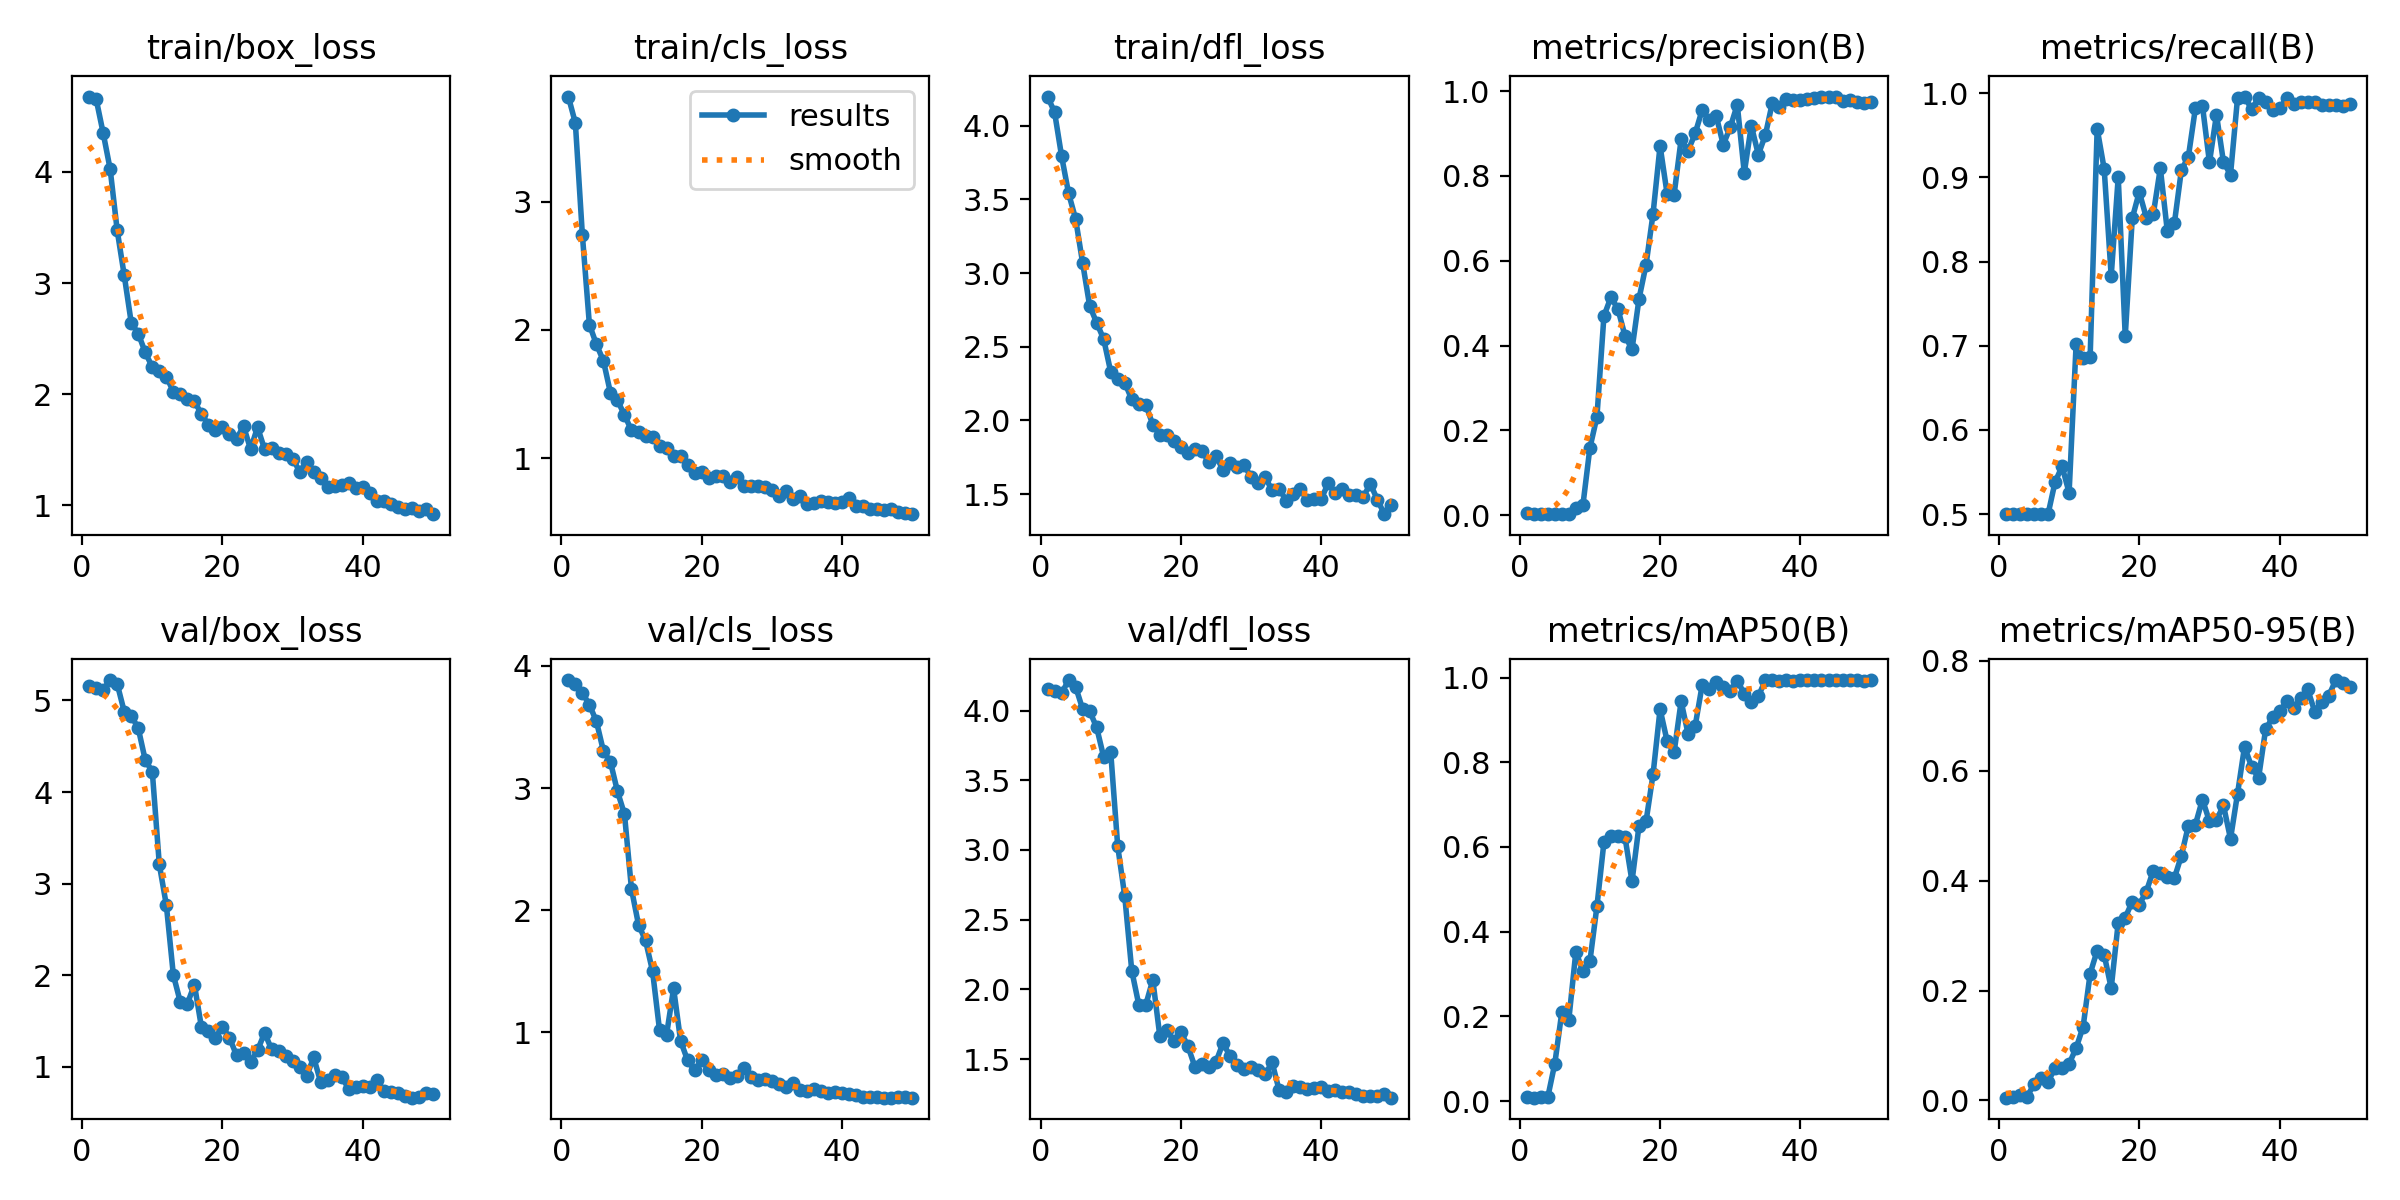 train/box_loss
train/cls_loss
train/dfl_loss
metrics/precision(B)
metrics/recall(B)
results
smooth
4
3
2
1
0 20 40
3
2
1
0 20 40
4.0
3.5
3.0
2.5
2.0
1.5
0 20 40
1.0
0.8
0.6
0.4
0.2
0.0
0 20 40
1.0
0.9
0.8
0.7
0.6
0.5
0 20 40
val/box_loss
val/cls_loss
val/dfl_loss
metrics/mAP50(B)
metrics/mAP50-95(B)
5
4
3
2
1
0 20 40
4
3
2
1
0 20 40
4.0
3.5
3.0
2.5
2.0
1.5
0 20 40
1.0
0.8
0.6
0.4
0.2
0.0
0 20 40
0.8
0.6
0.4
0.2
0.0
0 20 40